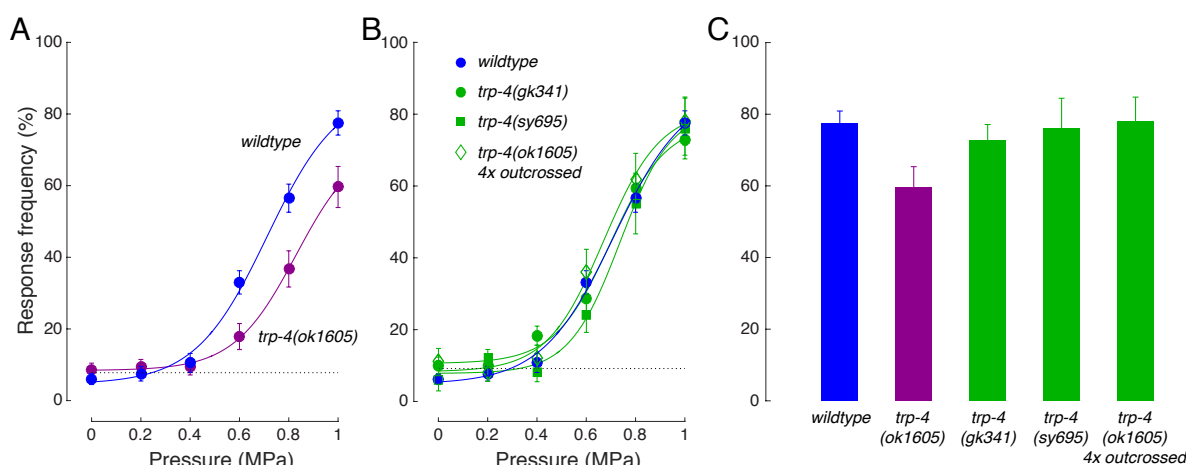 A
B
C
100
80
60
40
20
0
Response frequency (%)
wildtype
trp-4(ok1605)
0 0.2 0.4 0.6 0.8 1
Pressure (MPa)
100
80
60
40
20
0
wildtype
trp-4(gk341)
trp-4(sy695)
trp-4(ok1605)
4x outcrossed
0 0.2 0.4 0.6 0.8 1
Pressure (MPa)
100
80
60
40
20
0
wildtype
trp-4
(ok1605)
trp-4
(gk341)
trp-4
(sy695)
trp-4
(ok1605)
4x outcrossed